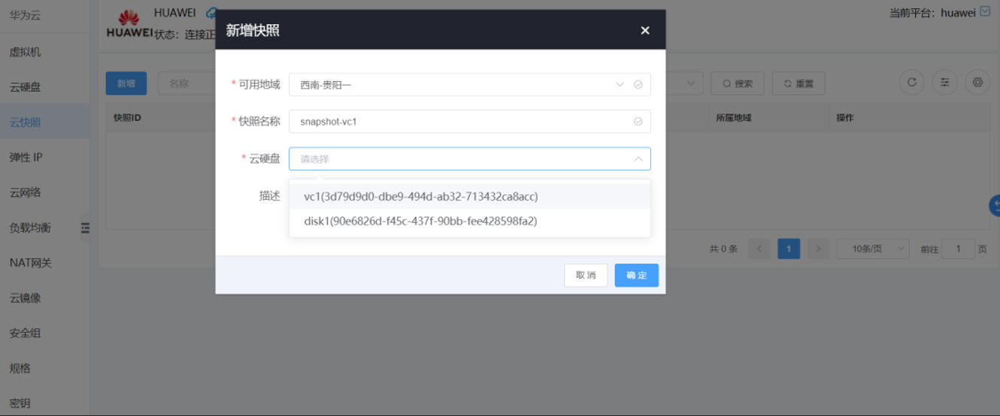 华为云
HUAWEI
当前平台：huawei
HUAWEI
状态：连接正
新增快照
虚拟机
云硬盘
云快照
弹性 IP
云网络
负载均衡
NAT网关
云镜像
安全组
规格
密钥
新增
名称
搜索
重置
快照ID
所属地域
操作
* 可用地域
西南-贵阳一
* 快照名称
snapshot-vc1
* 云硬盘
请选择
描述
vc1(3d79d9d0-dbe9-494d-ab32-713432ca8acc)
disk1(90e6826d-f45c-437f-90bb-fee428598fa2)
共 0 条
1
10条/页
前往 1 页
取 消
确 定